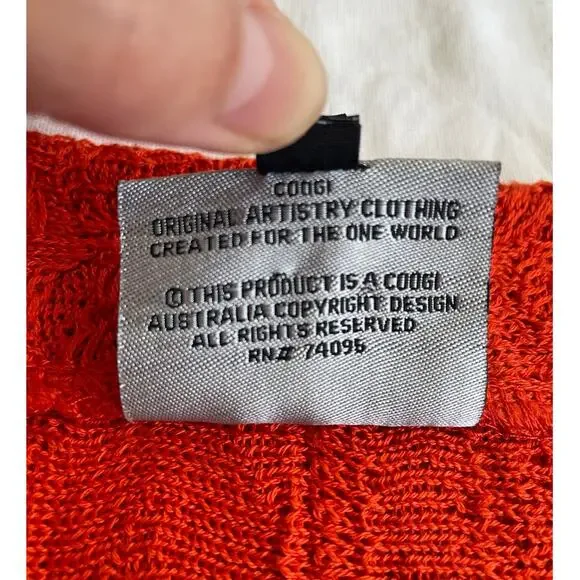 COOGI
ORIGINAL ARTISTRY CLOTHING
CREATED FOR THE ONE WORLD
© THIS PRODUCT IS A COOGI
AUSTRALIA COPYRIGHT DESIGN
ALL RIGHTS RESERVED
RN# 74095